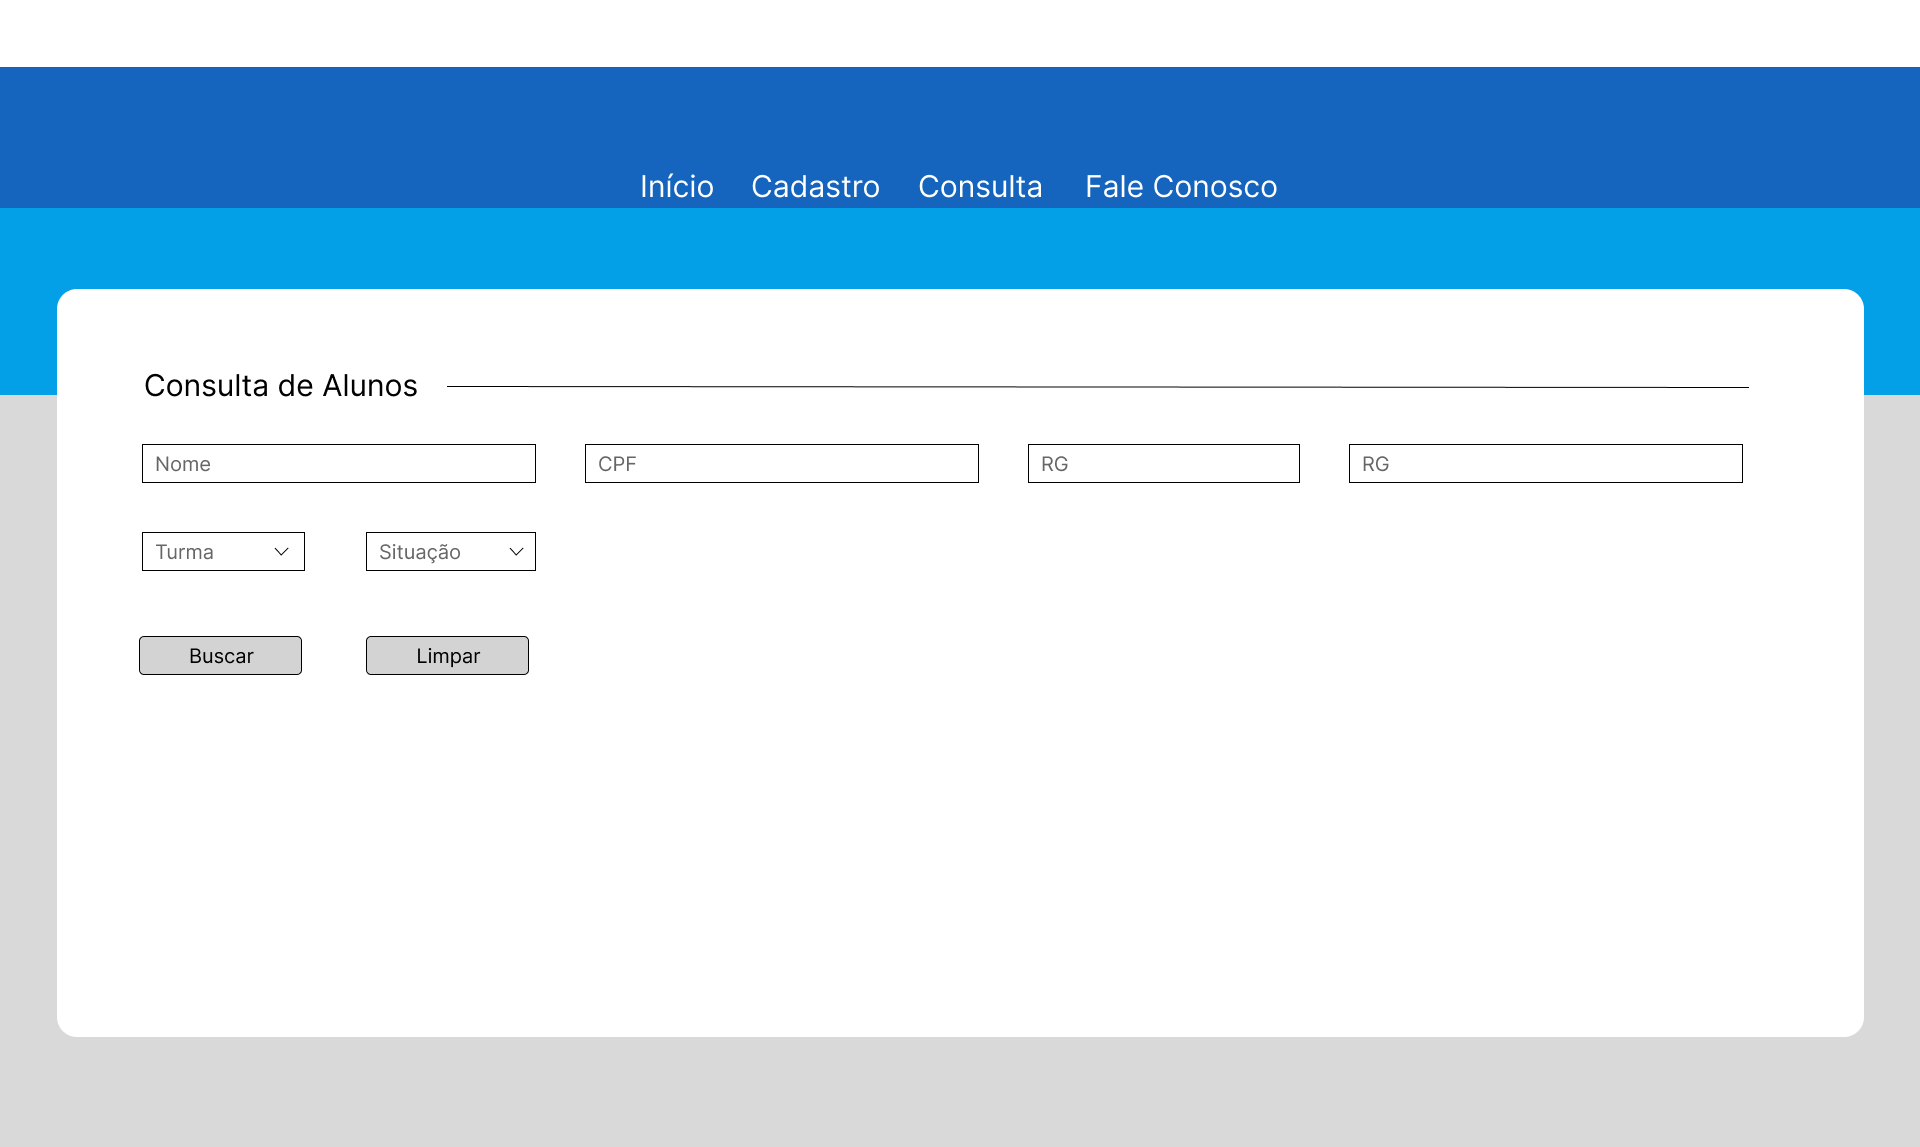 Início Cadastro Consulta Fale Conosco
Consulta de Alunos
Nome CPF RG RG
Turma Situação
Buscar Limpar